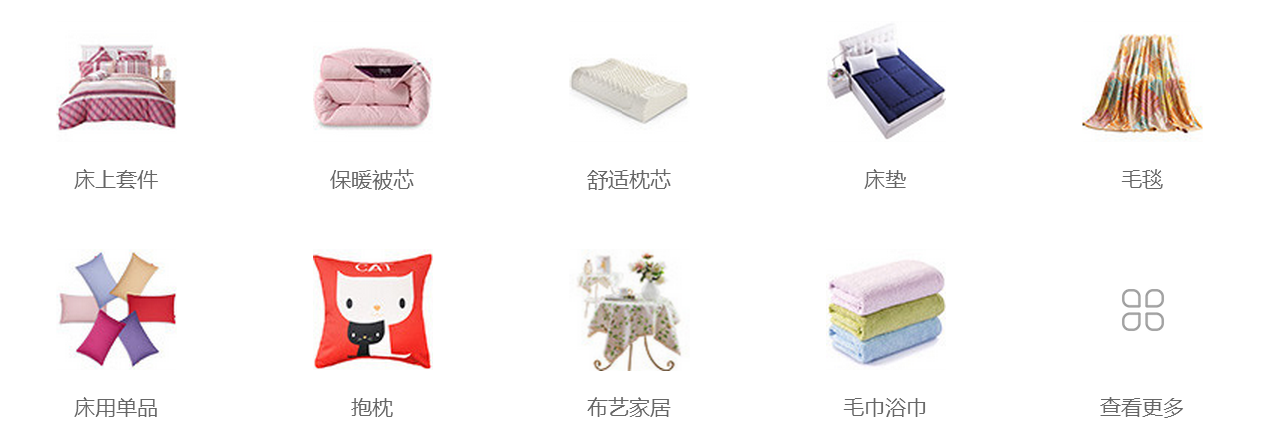 床上套件
保暖被芯
舒适枕芯
床垫
毛毯
CAT
床用单品
抱枕
布艺家居
毛巾浴巾
查看更多